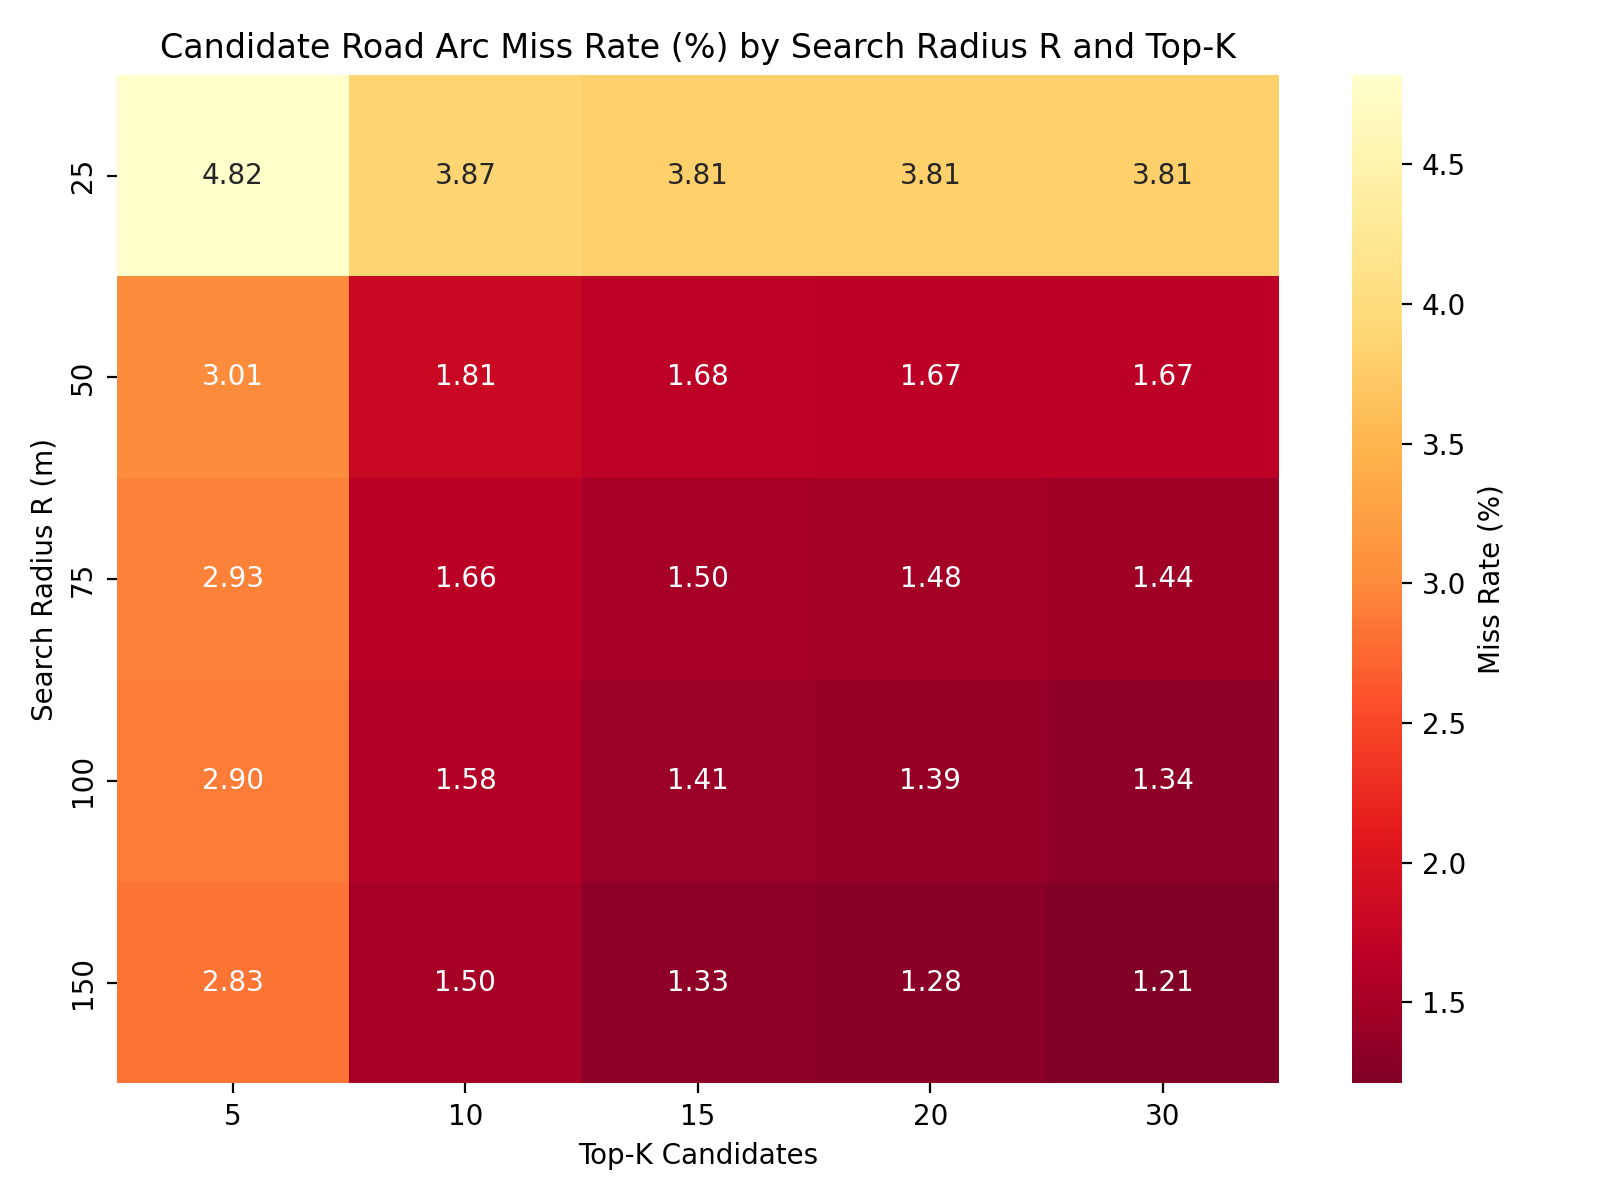 Candidate Road Arc Miss Rate (%) by Search Radius R and Top-K
Search Radius R (m)
25 4.82 3.87 3.81 3.81 3.81
50 3.01 1.81 1.68 1.67 1.67
75 2.93 1.66 1.50 1.48 1.44
100 2.90 1.58 1.41 1.39 1.34
150 2.83 1.50 1.33 1.28 1.21
5 10 15 20 30
Top-K Candidates
4.5
4.0
3.5
3.0
2.5
2.0
1.5
Miss Rate (%)